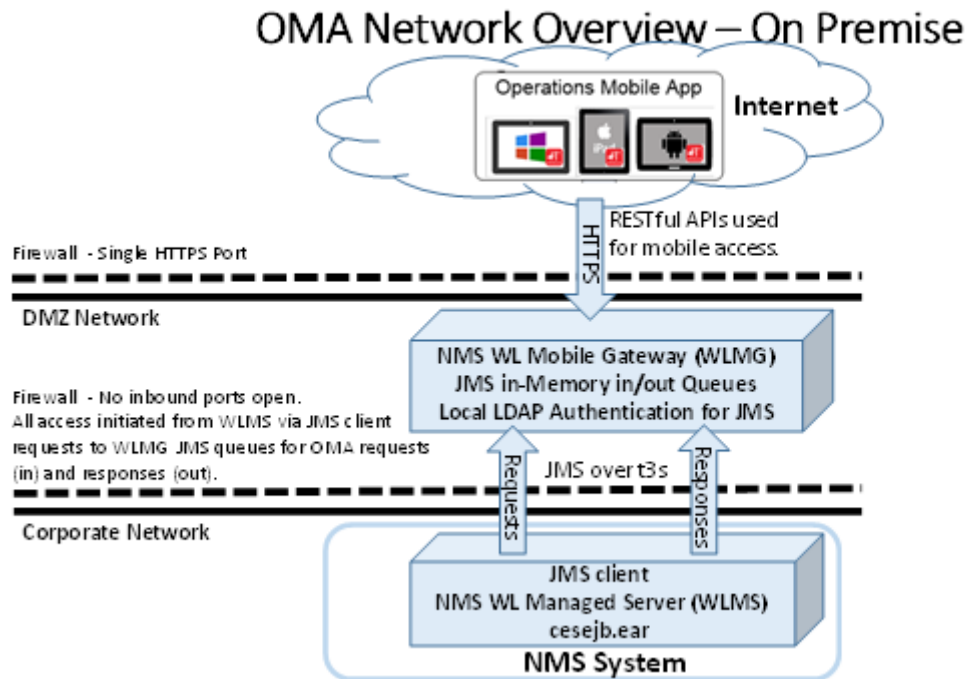 OMA Network Overview – On Premise
Operations Mobile App
Internet
iPad
HTTPS
RESTful APIs used
for mobile access.
Firewall - Single HTTPS Port
DMZ Network
NMS WL Mobile Gateway (WLMG)
JMS in-Memory in/out Queues
Local LDAP Authentication for JMS
Firewall - No inbound ports open.
All access initiated from WLMS via JMS client
requests to WLMG JMS queues for OMA requests
(in) and responses (out).
Requests
JMS over t3s
Responses
Corporate Network
JMS client
NMS WL Managed Server (WLMS)
cesejb.ear
NMS System